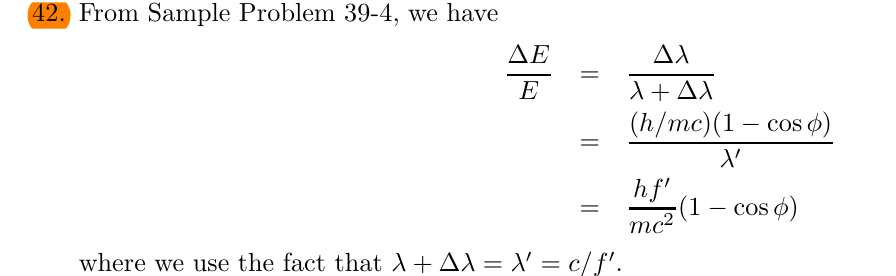 42. From Sample Problem 39-4, we have
ΔE/E = Δλ/(λ + Δλ)
= (h/mc)(1 − cos ϕ)/λ′
= hf′/mc² (1 − cos ϕ)
where we use the fact that λ + Δλ = λ′ = c/f′.